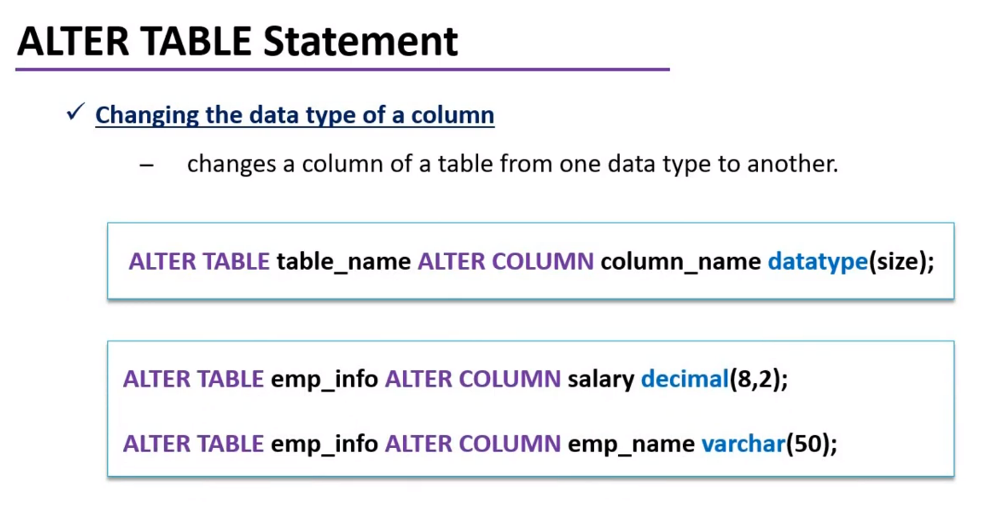 ALTER TABLE Statement
✓ Changing the data type of a column
– changes a column of a table from one data type to another.
ALTER TABLE table_name ALTER COLUMN column_name datatype(size);
ALTER TABLE emp_info ALTER COLUMN salary decimal(8,2);
ALTER TABLE emp_info ALTER COLUMN emp_name varchar(50);